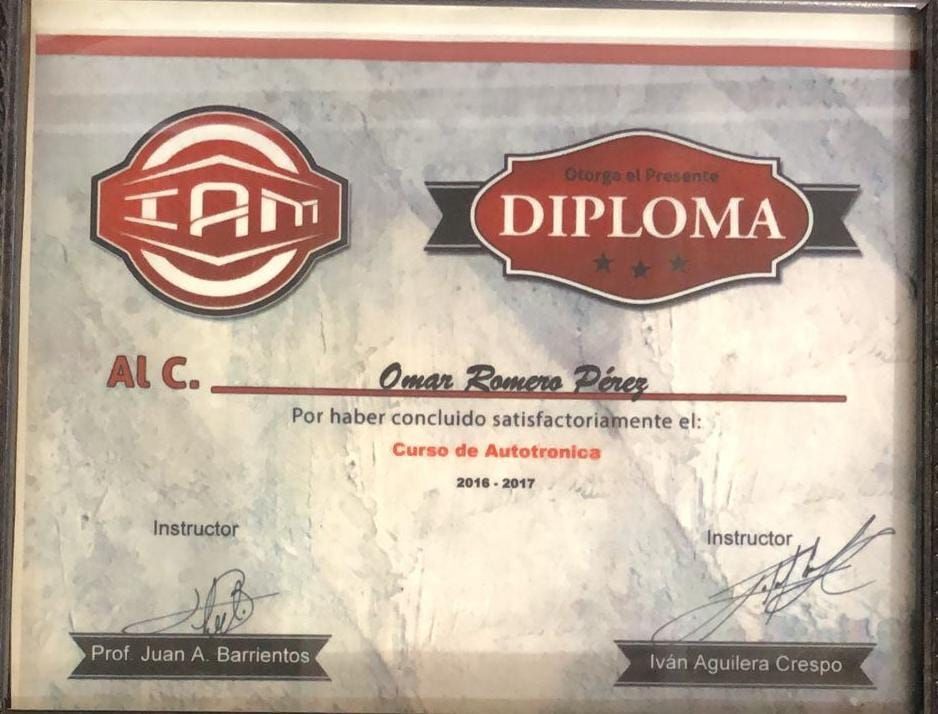 IAM
Otorga el Presente
DIPLOMA
Al C. Omar Romero Pérez
Por haber concluido satisfactoriamente el:
Curso de Autotronica
2016 - 2017
Instructor
Instructor
Prof. Juan A. Barrientos
Iván Aguilera Crespo